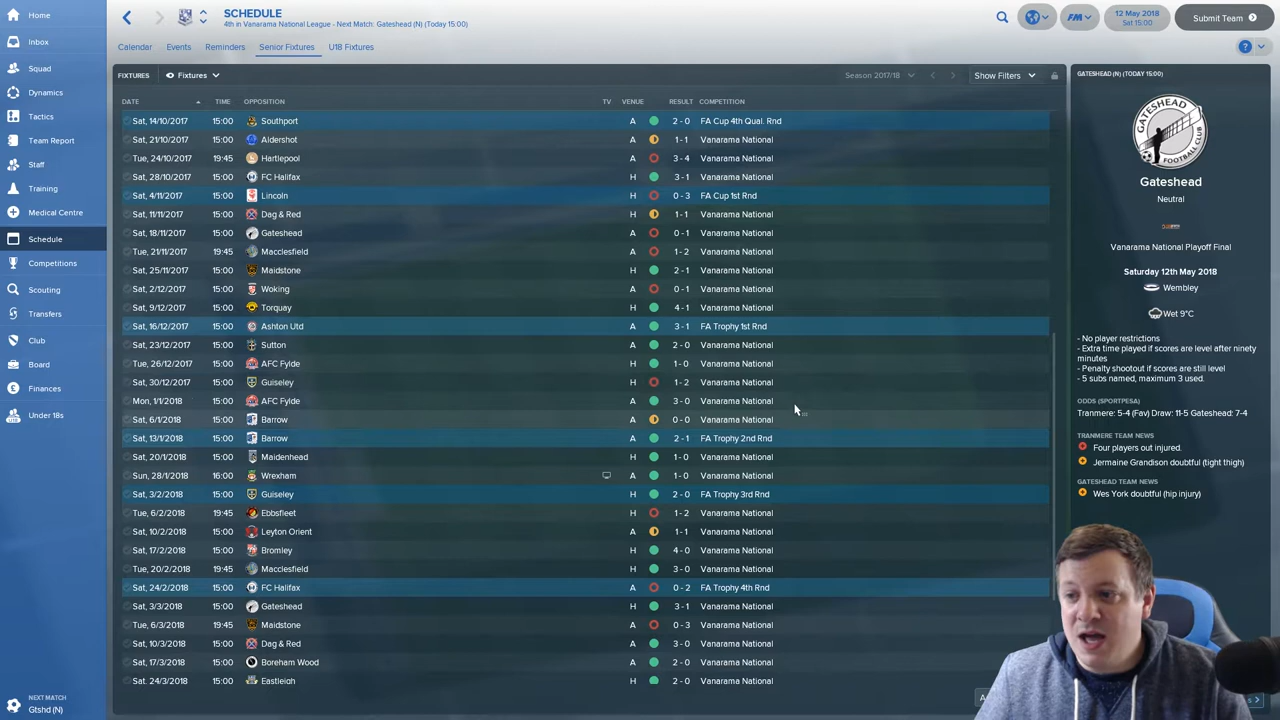 Home
Inbox
Squad
Dynamics
Tactics
Team Report
Staff
Training
Medical Centre
Schedule
Competitions
Scouting
Transfers
Club
Board
Finances
Under 18s
NEXT MATCH
Gtshd (N)
SCHEDULE
4th in Vanarama National League - Next Match: Gateshead (N) (Today 15:00)
FM
12 May 2018
Sat 15:00
Submit Team
Calendar Events Reminders Senior Fixtures U18 Fixtures
?
FIXTURES Fixtures Season 2017/18 Show Filters
DATE TIME OPPOSITION TV VENUE RESULT COMPETITION
Sat, 14/10/2017 15:00 Southport A 2 - 0 FA Cup 4th Qual. Rnd
Sat, 21/10/2017 15:00 Aldershot A 1 - 1 Vanarama National
Tue, 24/10/2017 19:45 Hartlepool A 3 - 4 Vanarama National
Sat, 28/10/2017 15:00 FC Halifax H 3 - 1 Vanarama National
Sat, 4/11/2017 15:00 Lincoln H 0 - 3 FA Cup 1st Rnd
Sat, 11/11/2017 15:00 Dag & Red H 1 - 1 Vanarama National
Sat, 18/11/2017 15:00 Gateshead A 0 - 1 Vanarama National
Tue, 21/11/2017 19:45 Macclesfield A 1 - 2 Vanarama National
Sat, 25/11/2017 15:00 Maidstone H 2 - 1 Vanarama National
Sat, 2/12/2017 15:00 Woking A 0 - 1 Vanarama National
Sat, 9/12/2017 15:00 Torquay H 4 - 1 Vanarama National
Sat, 16/12/2017 15:00 Ashton Utd A 3 - 1 FA Trophy 1st Rnd
Sat, 23/12/2017 15:00 Sutton A 2 - 0 Vanarama National
Tue, 26/12/2017 15:00 AFC Fylde H 1 - 0 Vanarama National
Sat, 30/12/2017 15:00 Guiseley H 1 - 2 Vanarama National
Mon, 1/1/2018 15:00 AFC Fylde A 3 - 0 Vanarama National
Sat, 6/1/2018 15:00 Barrow A 0 - 0 Vanarama National
Sat, 13/1/2018 15:00 Barrow A 2 - 1 FA Trophy 2nd Rnd
Sat, 20/1/2018 15:00 Maidenhead H 1 - 0 Vanarama National
Sun, 28/1/2018 16:00 Wrexham A 1 - 0 Vanarama National
Sat, 3/2/2018 15:00 Guiseley H 2 - 0 FA Trophy 3rd Rnd
Tue, 6/2/2018 19:45 Ebbsfleet H 1 - 2 Vanarama National
Sat, 10/2/2018 15:00 Leyton Orient A 1 - 1 Vanarama National
Sat, 17/2/2018 15:00 Bromley H 4 - 0 Vanarama National
Tue, 20/2/2018 19:45 Macclesfield H 3 - 0 Vanarama National
Sat, 24/2/2018 15:00 FC Halifax A 0 - 2 FA Trophy 4th Rnd
Sat, 3/3/2018 15:00 Gateshead H 3 - 1 Vanarama National
Tue, 6/3/2018 19:45 Maidstone A 0 - 3 Vanarama National
Sat, 10/3/2018 15:00 Dag & Red A 3 - 0 Vanarama National
Sat, 17/3/2018 15:00 Boreham Wood A 2 - 0 Vanarama National
Sat, 24/3/2018 15:00 Eastleigh H 2 - 0 Vanarama National
GATESHEAD (N) (TODAY 15:00)
GATESHEAD
FOOTBALL CLUB
Gateshead
Neutral
Vanarama National Playoff Final
Saturday 12th May 2018
Wembley
Wet 9°C
- No player restrictions
- Extra time played if scores are level after ninety
minutes
- Penalty shootout if scores are still level
- 5 subs named, maximum 3 used.
ODDS (SPORTPESA)
Tranmere: 5-4 (Fav) Draw: 11-5 Gateshead: 7-4
TRANMERE TEAM NEWS
Four players out injured.
Jermaine Grandison doubtful (tight thigh)
GATESHEAD TEAM NEWS
Wes York doubtful (hip injury)